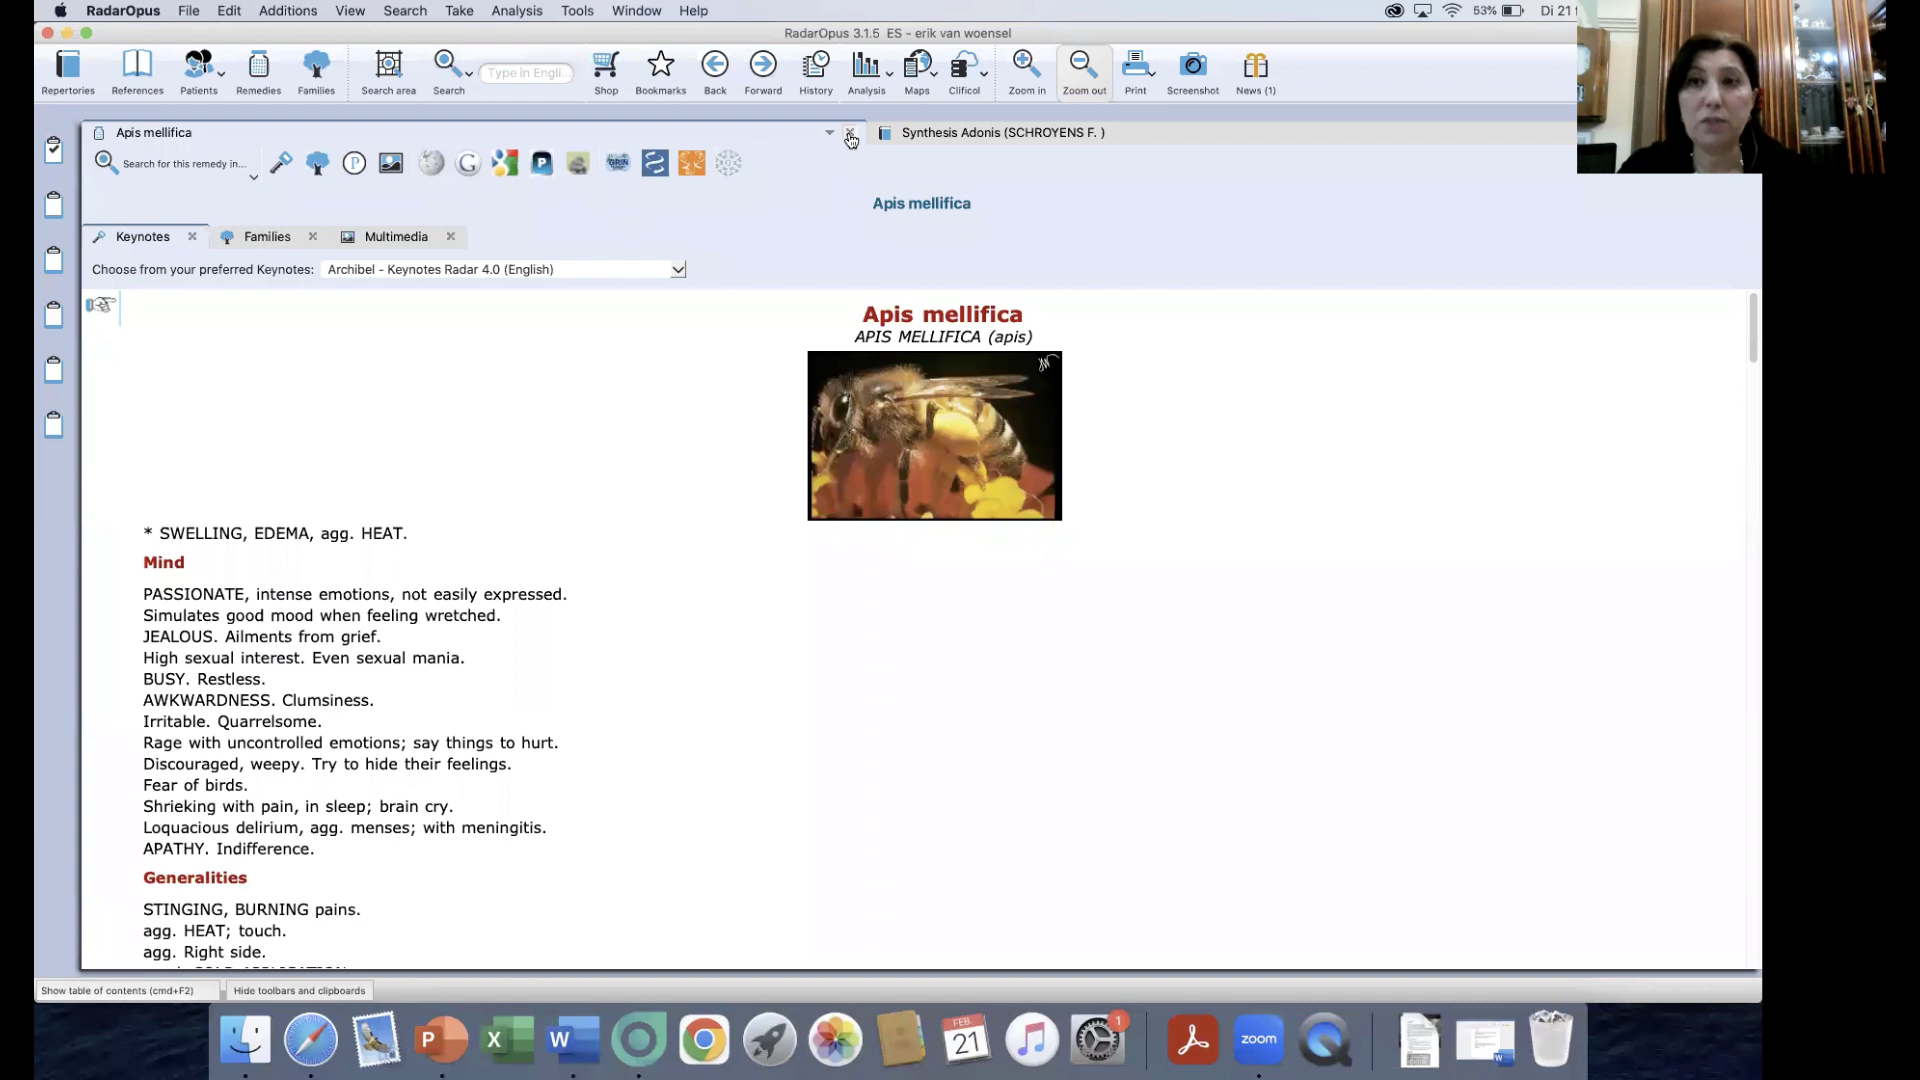 RadarOpus File Edit Additions View Search Take Analysis Tools Window Help
53% Di 21
RadarOpus 3.1.5 ES - erik van woensel
Type in Engli...
Repertories References Patients Remedies Families Search area Search Shop Bookmarks Back Forward History Analysis Maps Clificol Zoom in Zoom out Print Screenshot News (1)
Apis mellifica
Synthesis Adonis (SCHROYENS F. )
Search for this remedy in...
P
G
P
GRIN
Apis mellifica
Keynotes Families Multimedia
Choose from your preferred Keynotes: Archibel - Keynotes Radar 4.0 (English)
Apis mellifica
APIS MELLIFICA (apis)
* SWELLING, EDEMA, agg. HEAT.
Mind
PASSIONATE, intense emotions, not easily expressed.
Simulates good mood when feeling wretched.
JEALOUS. Ailments from grief.
High sexual interest. Even sexual mania.
BUSY. Restless.
AWKWARDNESS. Clumsiness.
Irritable. Quarrelsome.
Rage with uncontrolled emotions; say things to hurt.
Discouraged, weepy. Try to hide their feelings.
Fear of birds.
Shrieking with pain, in sleep; brain cry.
Loquacious delirium, agg. menses; with meningitis.
APATHY. Indifference.
Generalities
STINGING, BURNING pains.
agg. HEAT; touch.
agg. Right side.
Show table of contents (cmd+F2) Hide toolbars and clipboards
P
X
W
FEB.
21
1
zoom